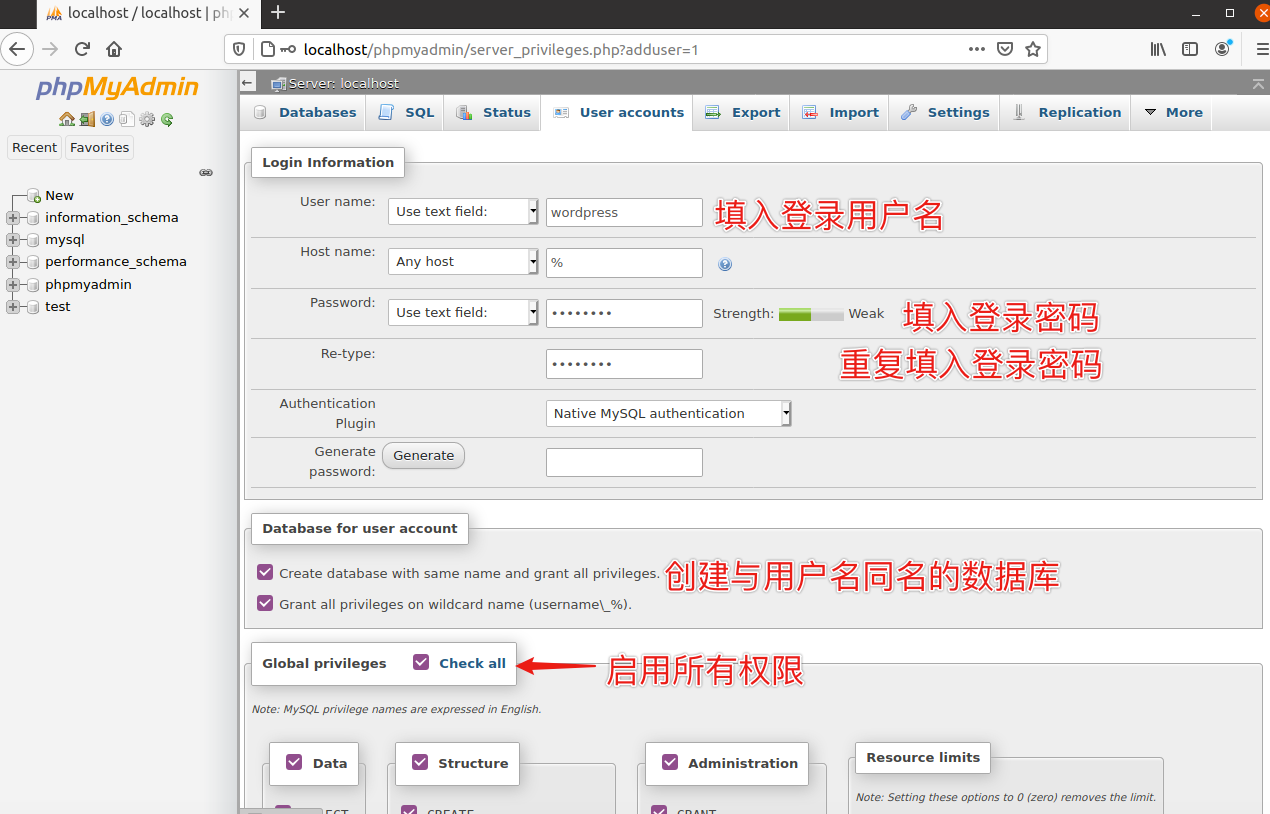 localhost / localhost | ph
localhost/phpmyadmin/server_privileges.php?adduser=1
phpMyAdmin
Recent Favorites
New
information_schema
mysql
performance_schema
phpmyadmin
test
Server: localhost
Databases SQL Status User accounts Export Import Settings Replication More
Login Information
User name: Use text field: wordpress 填入登录用户名
Host name: Any host %
Password: Use text field: •••••••• Strength: Weak 填入登录密码
Re-type: •••••••• 重复填入登录密码
Authentication
Plugin
Native MySQL authentication
Generate
password:
Generate
Database for user account
Create database with same name and grant all privileges. 创建与用户名同名的数据库
Grant all privileges on wildcard name (username\_%).
Global privileges Check all 启用所有权限
Note: MySQL privilege names are expressed in English.
Data Structure Administration Resource limits
Note: Setting these options to 0 (zero) removes the limit.
CREATE GRANT